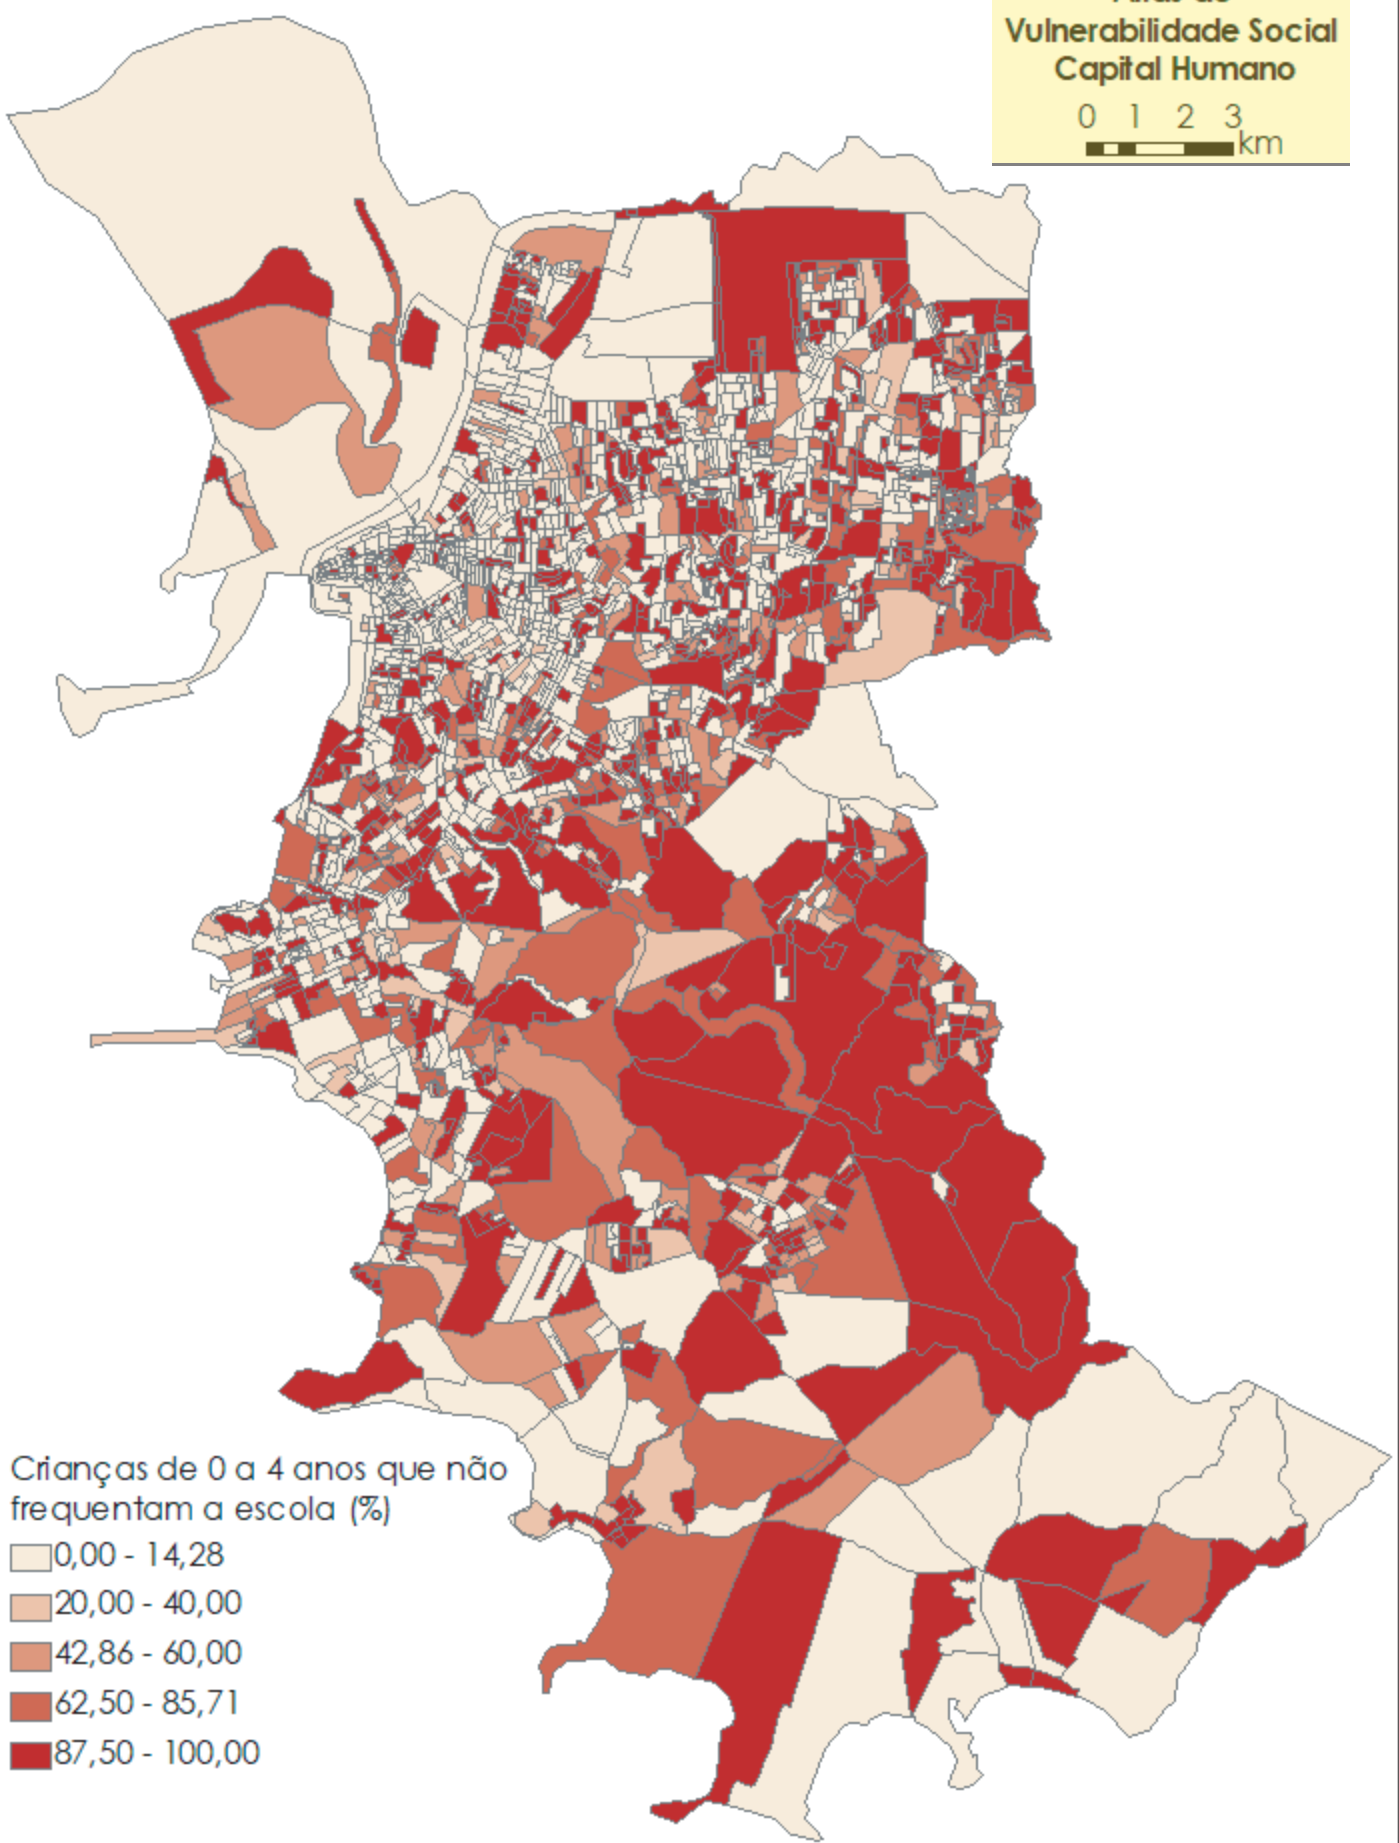 Vulnerabilidade Social
Capital Humano
0 1 2 3
km
Crianças de 0 a 4 anos que não
frequentam a escola (%)
0,00 - 14,28
20,00 - 40,00
42,86 - 60,00
62,50 - 85,71
87,50 - 100,00